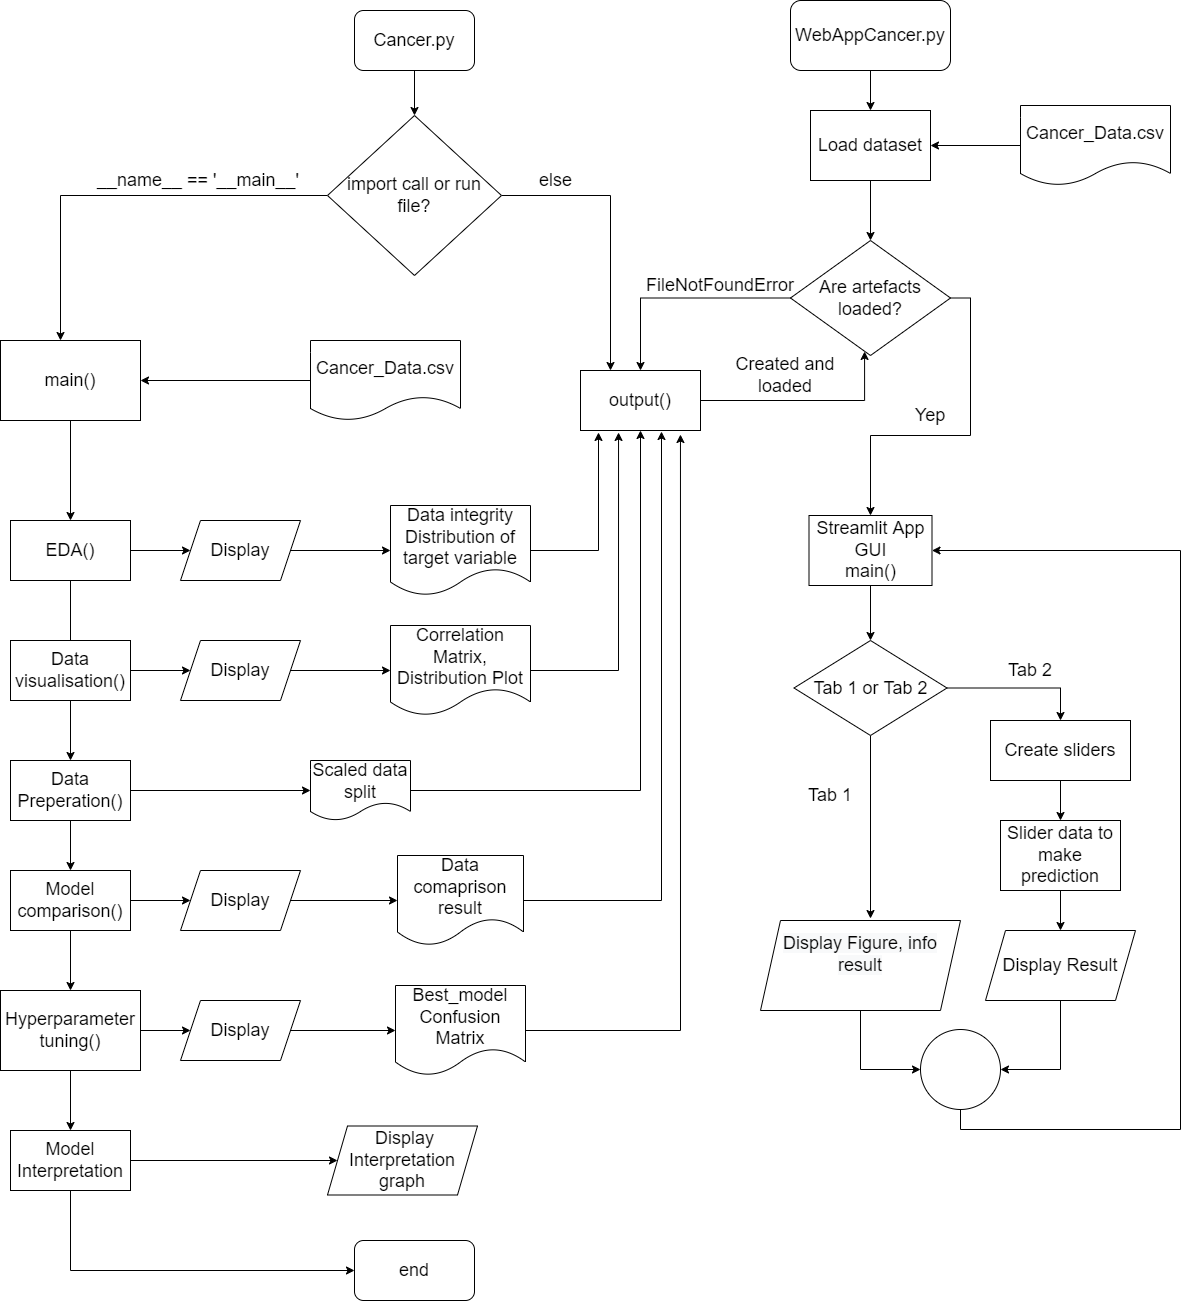 Cancer.py
WebAppCancer.py
Load dataset
Cancer_Data.csv
__name__ == '__main__'
import call or run
file?
else
FileNotFoundError
Are artefacts
loaded?
main()
Cancer_Data.csv
output()
Created and
loaded
Yep
EDA()
Display
Data integrity
Distribution of
target variable
Streamlit App
GUI
main()
Data
visualisation()
Display
Correlation
Matrix,
Distribution Plot
Tab 1 or Tab 2
Tab 2
Create sliders
Data
Preperation()
Scaled data
split
Tab 1
Slider data to
make
prediction
Model
comparison()
Display
Data
comaprison
result
Display Figure, info
result
Display Result
Hyperparameter
tuning()
Display
Best_model
Confusion
Matrix
Model
Interpretation
Display
Interpretation
graph
end